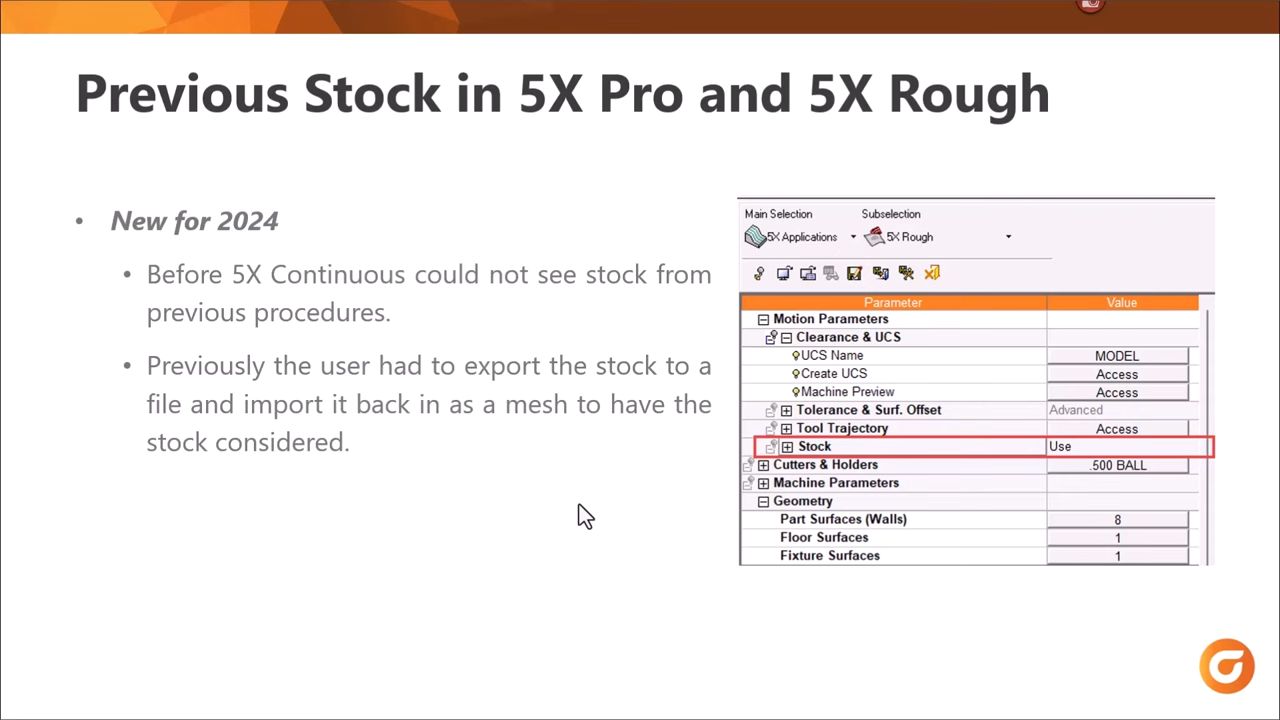 Previous Stock in 5X Pro and 5X Rough
• New for 2024
• Before 5X Continuous could not see stock from
previous procedures.
• Previously the user had to export the stock to a
file and import it back in as a mesh to have the
stock considered.
Main Selection Subselection
5X Applications 5X Rough
Parameter Value
Motion Parameters
Clearance & UCS
UCS Name MODEL
Create UCS Access
Machine Preview Access
Tolerance & Surf. Offset Advanced
Tool Trajectory Access
Stock Use
Cutters & Holders .500 BALL
Machine Parameters
Geometry
Part Surfaces (Walls) 8
Floor Surfaces 1
Fixture Surfaces 1